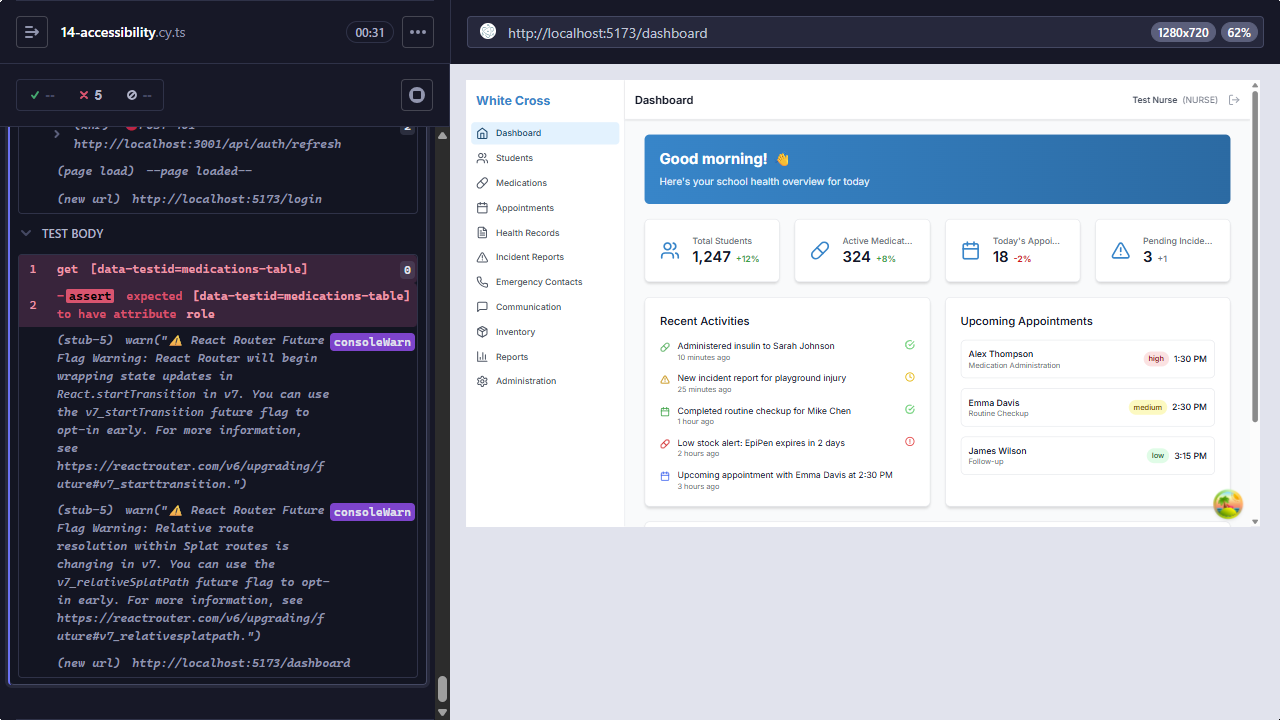 14-accessibility.cy.ts
00:31
--
5
--
http://localhost:3001/api/auth/refresh
(page load) --page loaded--
(new url) http://localhost:5173/login
TEST BODY
1 get [data-testid=medications-table] 0
2 -assert expected [data-testid=medications-table] to have attribute role
(stub-5) warn("⚠️ React Router Future consoleWarn
Flag Warning: React Router will begin
wrapping state updates in
React.startTransition in v7. You can use
the v7_startTransition future flag to
opt-in early. For more information,
see
https://reactrouter.com/v6/upgrading/f
uture#v7_starttransition.")
(stub-5) warn("⚠️ React Router Future consoleWarn
Flag Warning: Relative route
resolution within Splat routes is
changing in v7. You can use the
v7_relativeSplatPath future flag to opt-
in early. For more information, see
https://reactrouter.com/v6/upgrading/f
uture#v7_relativesplatpath.")
(new url) http://localhost:5173/dashboard
http://localhost:5173/dashboard
1280x720
62%
White Cross
Dashboard
Students
Medications
Appointments
Health Records
Incident Reports
Emergency Contacts
Communication
Inventory
Reports
Administration
Dashboard
Test Nurse (NURSE)
Good morning! 👋
Here's your school health overview for today
Total Students
1,247 +12%
Active Medicat...
324 +8%
Today's Appoi...
18 -2%
Pending Incide...
3 +1
Recent Activities
Administered insulin to Sarah Johnson
10 minutes ago
New incident report for playground injury
25 minutes ago
Completed routine checkup for Mike Chen
1 hour ago
Low stock alert: EpiPen expires in 2 days
2 hours ago
Upcoming appointment with Emma Davis at 2:30 PM
3 hours ago
Upcoming Appointments
Alex Thompson
Medication Administration
high 1:30 PM
Emma Davis
Routine Checkup
medium 2:30 PM
James Wilson
Follow-up
low 3:15 PM